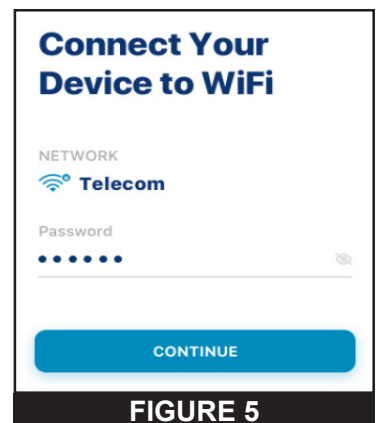 Connect Your
Device to WiFi
NETWORK
Telecom
Password
••••••
CONTINUE
FIGURE 5